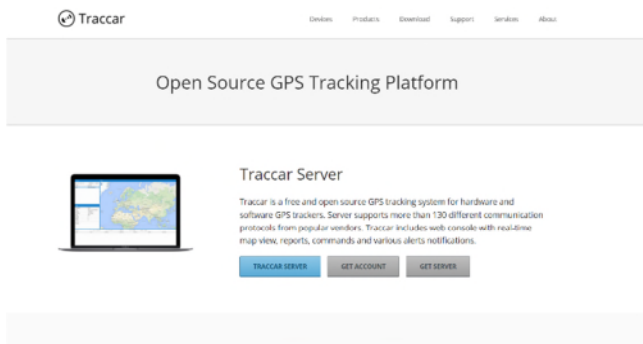 Traccar
Devices Products Download Support Services About
Open Source GPS Tracking Platform
Traccar Server
Traccar is a free and open source GPS tracking system for hardware and
software GPS trackers. Server supports more than 130 different communication
protocols from popular vendors. Traccar includes web console with real-time
map view, reports, commands and various alerts notifications.
TRACCAR SERVER GET ACCOUNT GET SERVER